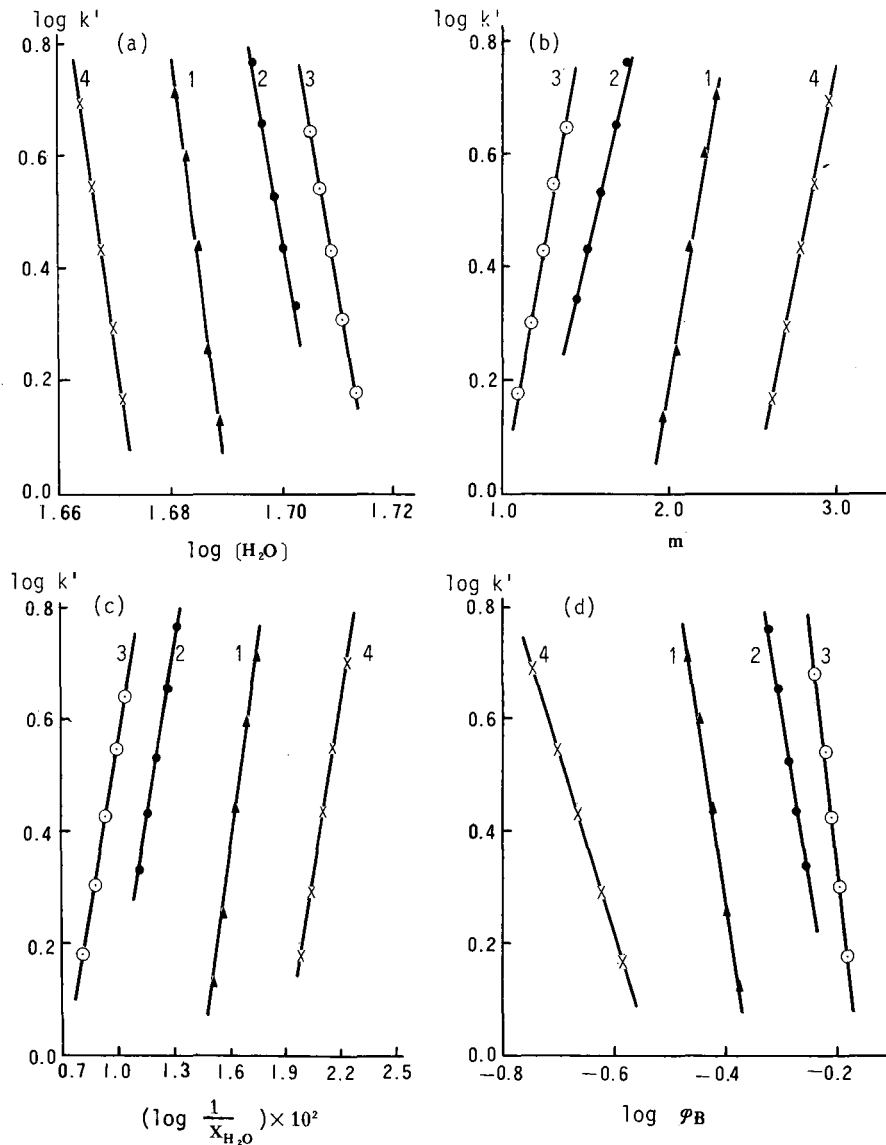 log k'
(a)
0.8
4 1 2 3
0.6
0.4
0.2
0.0
1.66 1.68 1.70 1.72
log [H₂O]
log k'
(b)
0.8
3 2 1 4
0.6
0.4
0.2
0.0
1.0 2.0 3.0
m
log k'
(c)
0.8
3 2 1 4
0.6
0.4
0.2
0.0
0.7 1.0 1.3 1.6 1.9 2.2 2.5
(log 1/X_{H₂O}) × 10²
log k'
(d)
0.8
4 1 2 3
0.6
0.4
0.2
0.0
−0.8 −0.6 −0.4 −0.2
log φ_B